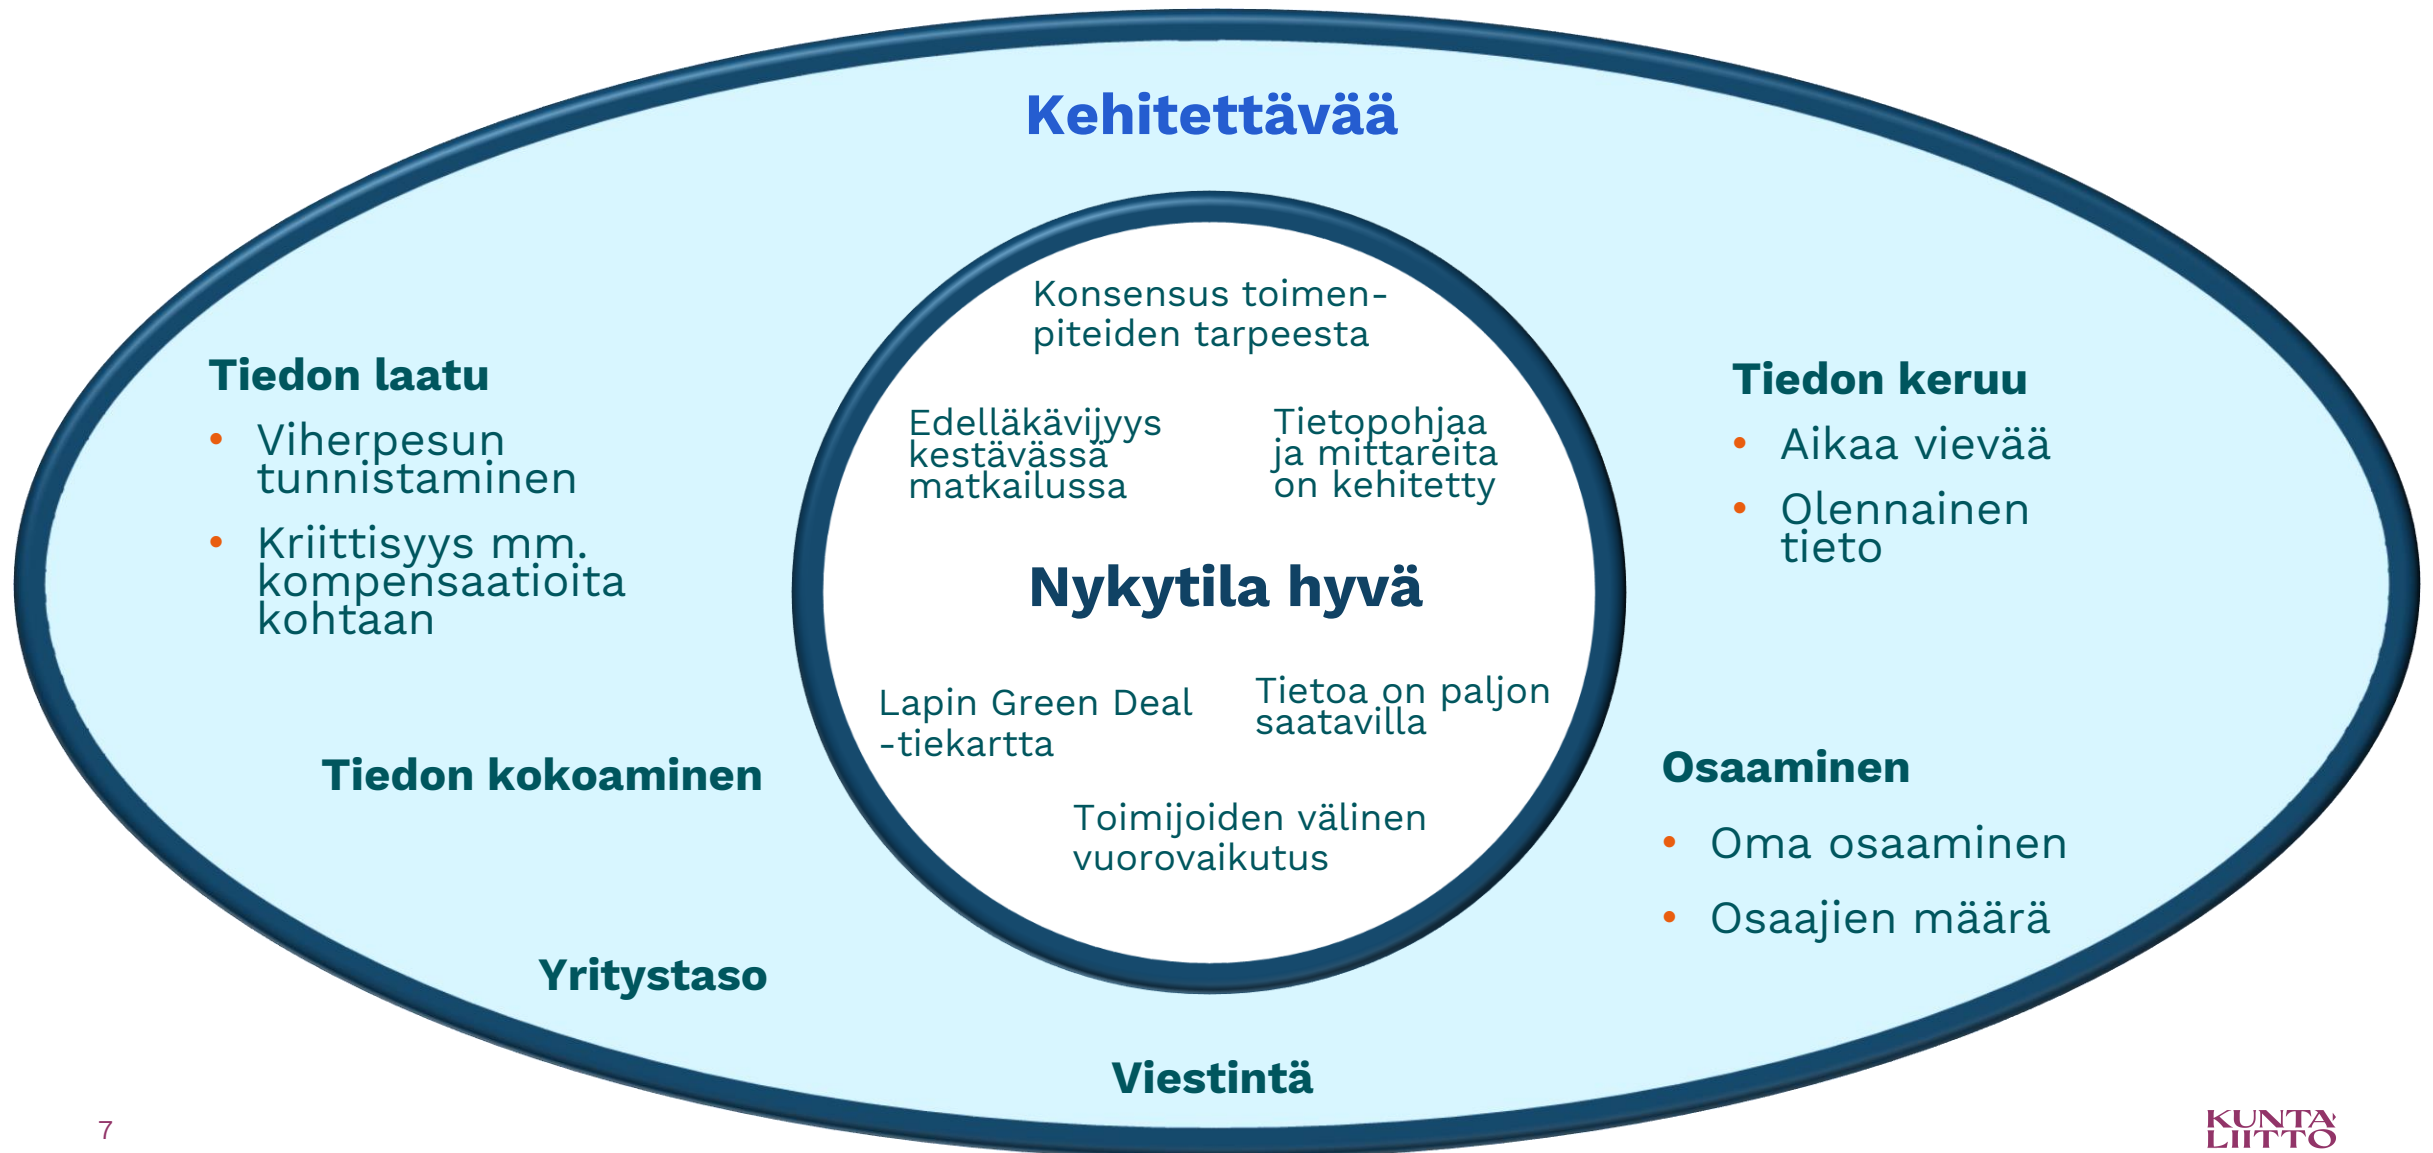 Kehitettävää
Tiedon laatu
• Viherpesun
tunnistaminen
• Kriittisyys mm.
kompensaatioita
kohtaan
Tiedon kokoaminen
Yritystaso
Viestintä
Konsensus toimen-
piteiden tarpeesta
Edelläkävijyys
kestävässä
matkailussa
Tietopohjaa
ja mittareita
on kehitetty
Nykytila hyvä
Lapin Green Deal
-tiekartta
Tietoa on paljon
saatavilla
Toimijoiden välinen
vuorovaikutus
Tiedon keruu
• Aikaa vievää
• Olennainen
tieto
Osaaminen
• Oma osaaminen
• Osaajien määrä
7
KUNTA
LIITTO